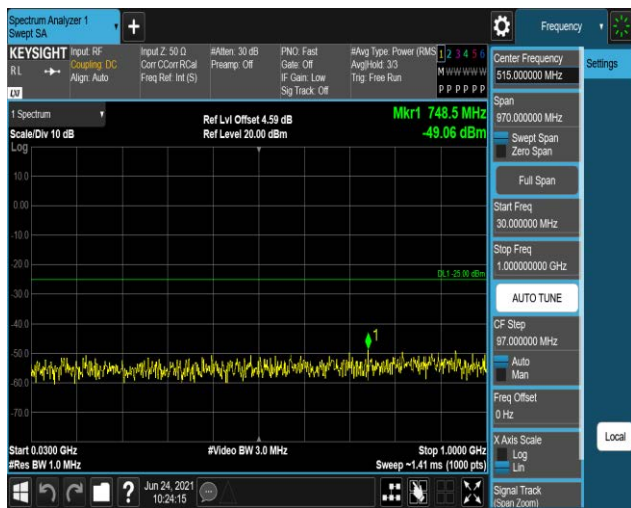 Spectrum Analyzer 1
Swept SA
Frequency
KEYSIGHT
RL
Input: RF
Coupling: DC
Align: Auto
Input Z: 50 Ω
Corr CCorr RCal
Freq Ref: Int (S)
#Atten: 30 dB
Preamp: Off
PNO: Fast
Gate: Off
IF Gain: Low
Sig Track: Off
#Avg Type: Power (RMS
Avg|Hold: 3/3
Trig: Free Run
1 2 3 4 5 6
M W W W W W
P P P P P P
LXI
1 Spectrum
Scale/Div 10 dB
Log
Ref Lvl Offset 4.59 dB
Ref Level 20.00 dBm
Mkr1 748.5 MHz
-49.06 dBm
10.0
0.00
-10.0
-20.0
DL1 -25.00 dBm
-30.0
-40.0
1
-50.0
-60.0
-70.0
Start 0.0300 GHz
#Res BW 1.0 MHz
#Video BW 3.0 MHz
Stop 1.0000 GHz
Sweep ~1.41 ms (1000 pts)
?
Jun 24, 2021
10:24:15
Center Frequency
515.000000 MHz
Span
970.000000 MHz
Swept Span
Zero Span
Full Span
Start Freq
30.000000 MHz
Stop Freq
1.000000000 GHz
AUTO TUNE
CF Step
97.000000 MHz
Auto
Man
Freq Offset
0 Hz
X Axis Scale
Log
Lin
Signal Track
(Span Zoom)
Settings
Local